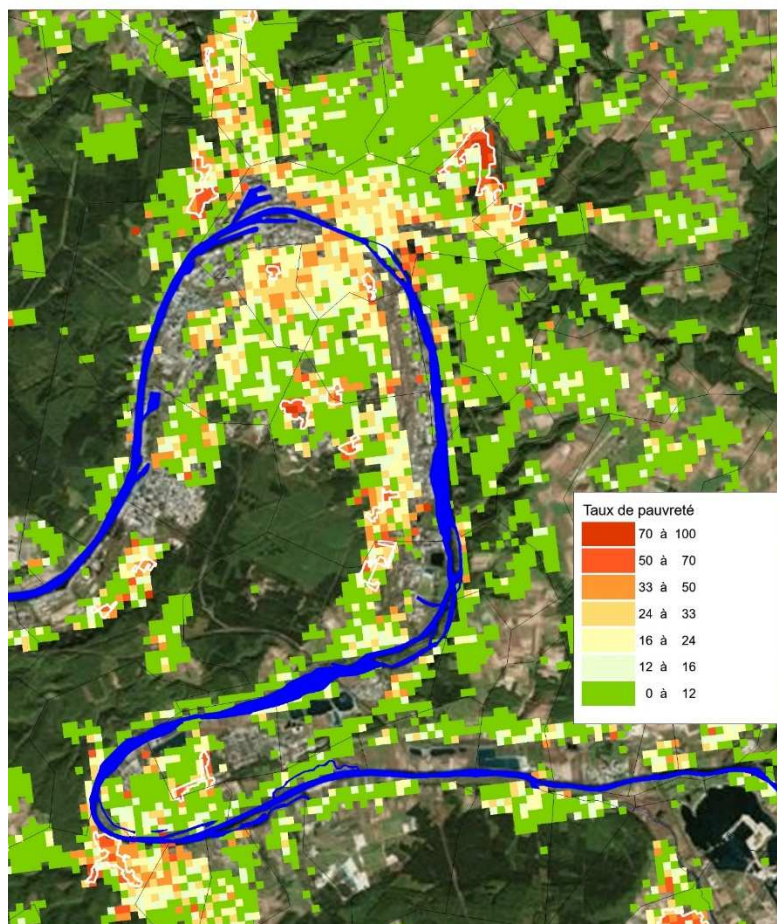 Taux de pauvreté
70 à 100
50 à 70
33 à 50
24 à 33
16 à 24
12 à 16
0 à 12